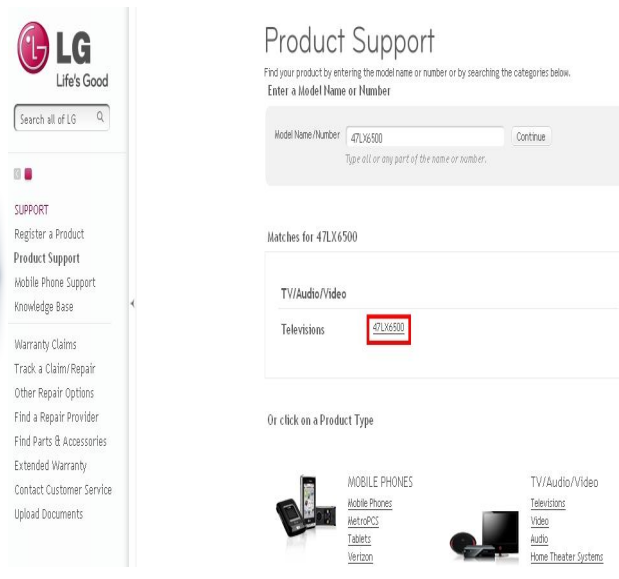 LG
Life's Good
Search all of LG
SUPPORT
Register a Product
Product Support
Mobile Phone Support
Knowledge Base
Warranty Claims
Track a Claim/Repair
Other Repair Options
Find a Repair Provider
Find Parts & Accessories
Extended Warranty
Contact Customer Service
Upload Documents
Product Support
Find your product by entering the model name or number or by searching the categories below.
Enter a Model Name or Number
Model Name/Number 47LX6500 Continue
Type all or any part of the name or number.
Matches for 47LX6500
TV/Audio/Video
Televisions 47LX6500
Or click on a Product Type
MOBILE PHONES
Mobile Phones
MetroPCS
Tablets
Verizon
TV/Audio/Video
Televisions
Video
Audio
Home Theater Systems